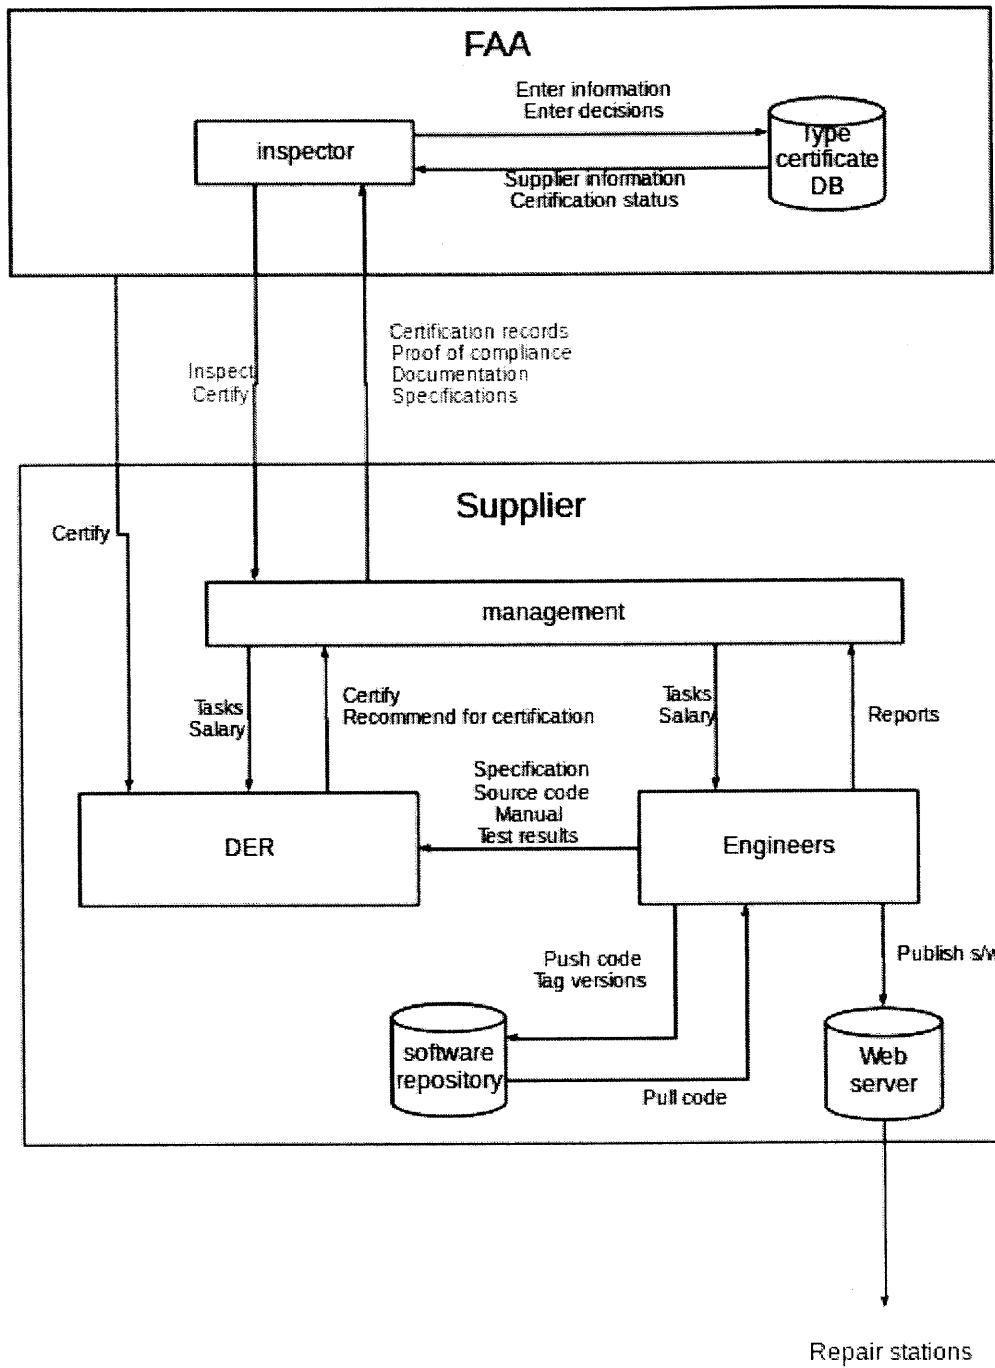 FAA
Enter information
Enter decisions
inspector
Type
certificate
DB
Supplier information
Certification status
Certification records
Proof of compliance
Documentation
Specifications
Inspect
Certify
Supplier
Certify
management
Tasks
Salary
Certify
Recommend for certification
Tasks
Salary
Reports
Specification
Source code
Manual
Test results
DER
Engineers
Push code
Tag versions
Publish s/w
software
repository
Web
server
Pull code
Repair stations